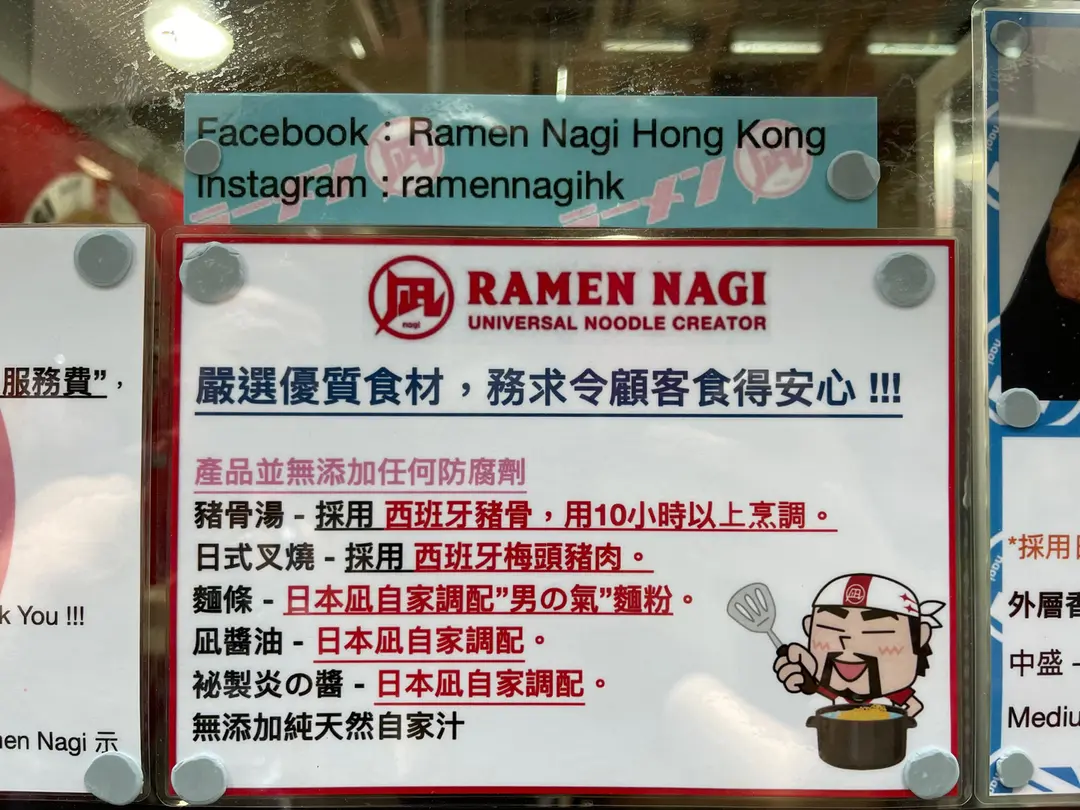 Facebook：Ramen Nagi Hong Kong
Instagram : ramennagihk
凪
nagi
RAMEN NAGI
UNIVERSAL NOODLE CREATOR
嚴選優質食材，務求令顧客食得安心 !!!
產品並無添加任何防腐劑
豬骨湯 - 採用 西班牙豬骨，用10小時以上烹調。
日式叉燒 - 採用 西班牙梅頭豬肉。
麵條 - 日本凪自家調配”男の氣”麵粉。
凪醬油 - 日本凪自家調配。
祕製炎の醬 - 日本凪自家調配。
無添加純天然自家汁
服務費”，
k You !!!
en Nagi 示
*採用
外層香
中盛 -
Mediu